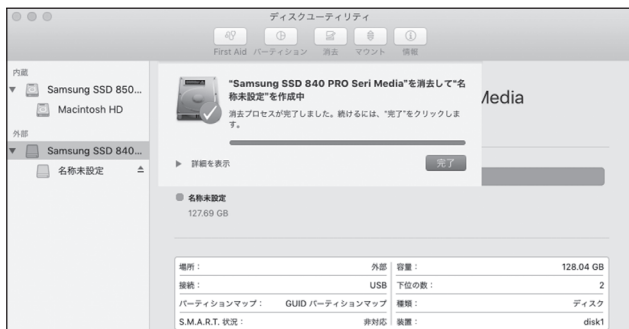 ディスクユーティリティ
First Aid パーティション 消去 マウント 情報
内蔵
Samsung SSD 850...
Macintosh HD
外部
Samsung SSD 840...
名称未設定
"Samsung SSD 840 PRO Seri Media"を消去して"名
称未設定"を作成中
消去プロセスが完了しました。続けるには、"完了"をクリックしま
す。
詳細を表示
完了
Media
名称未設定
127.69 GB
場所： 外部 容量： 128.04 GB
接続： USB 下位の数： 2
パーティションマップ： GUID パーティションマップ 種類： ディスク
S.M.A.R.T. 状況： 非対応 装置： disk1